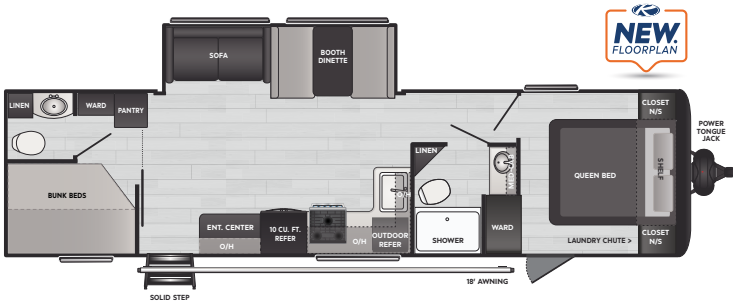 NEW.
FLOORPLAN
SOFA
BOOTH
DINETTE
LINEN
WARD
PANTRY
CLOSET
N/S
POWER
TONGUE
JACK
LINEN
QUEEN BED
SHELF
BUNK BEDS
O/H
ENT. CENTER
O/H
10 CU. FT.
REFER
O/H
OUTDOOR
REFER
SHOWER
WARD
LAUNDRY CHUTE >
CLOSET
N/S
18' AWNING
SOLID STEP